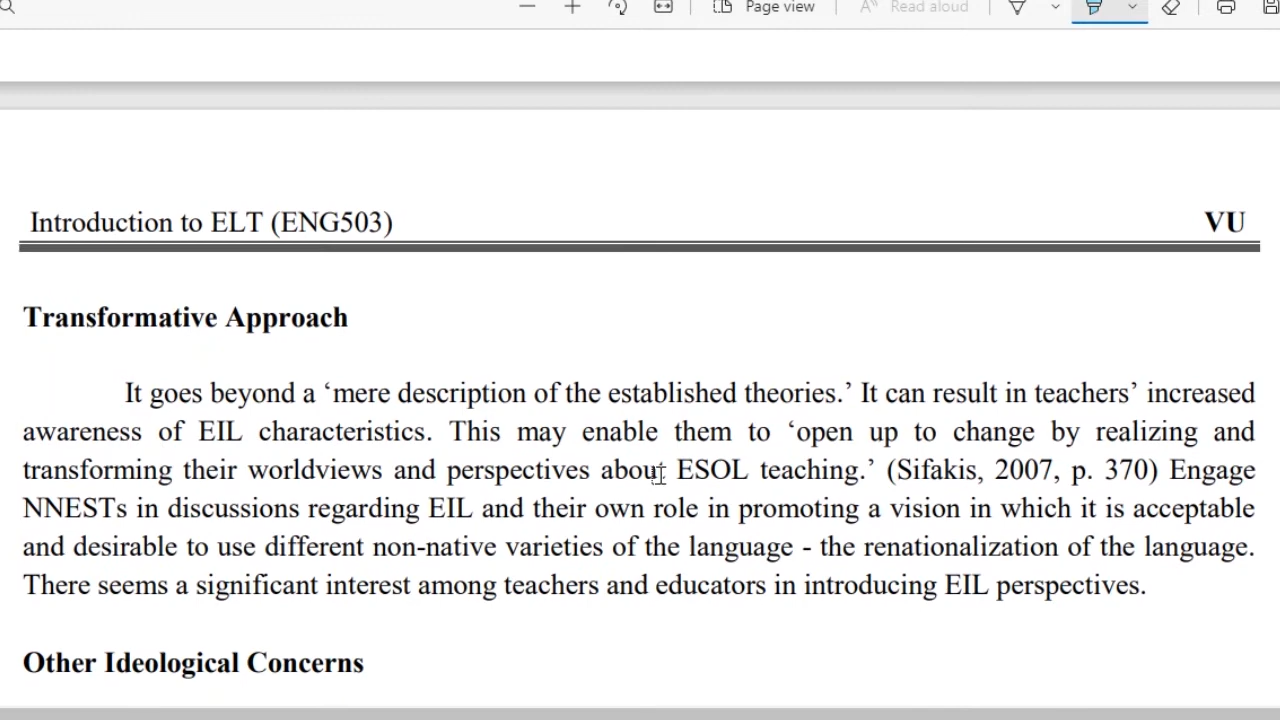 Page view
Read aloud
Introduction to ELT (ENG503) VU
Transformative Approach
It goes beyond a ‘mere description of the established theories.’ It can result in teachers’ increased
awareness of EIL characteristics. This may enable them to ‘open up to change by realizing and
transforming their worldviews and perspectives about ESOL teaching.’ (Sifakis, 2007, p. 370) Engage
NNESTs in discussions regarding EIL and their own role in promoting a vision in which it is acceptable
and desirable to use different non-native varieties of the language - the renationalization of the language.
There seems a significant interest among teachers and educators in introducing EIL perspectives.
Other Ideological Concerns